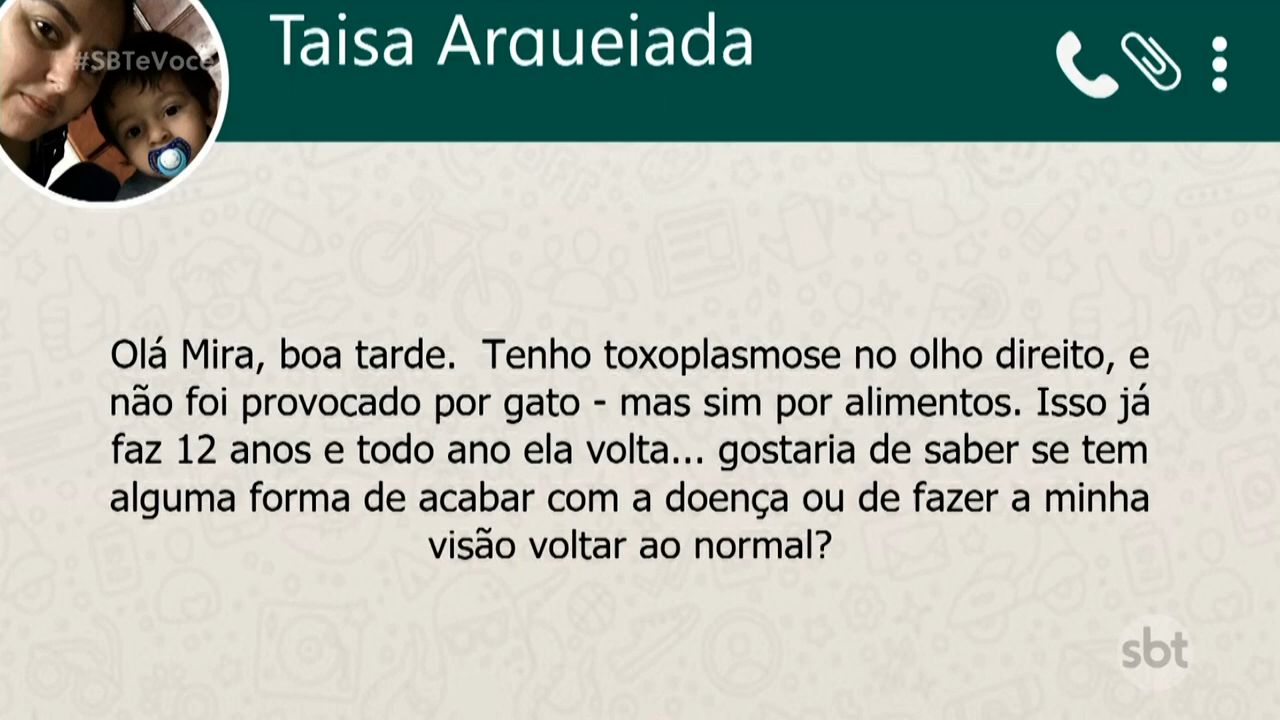 Taisa Arqueiada
#SBTeVocê
Olá Mira, boa tarde.  Tenho toxoplasmose no olho direito, e
não foi provocado por gato - mas sim por alimentos. Isso já
faz 12 anos e todo ano ela volta... gostaria de saber se tem
alguma forma de acabar com a doença ou de fazer a minha
visão voltar ao normal?
sbt